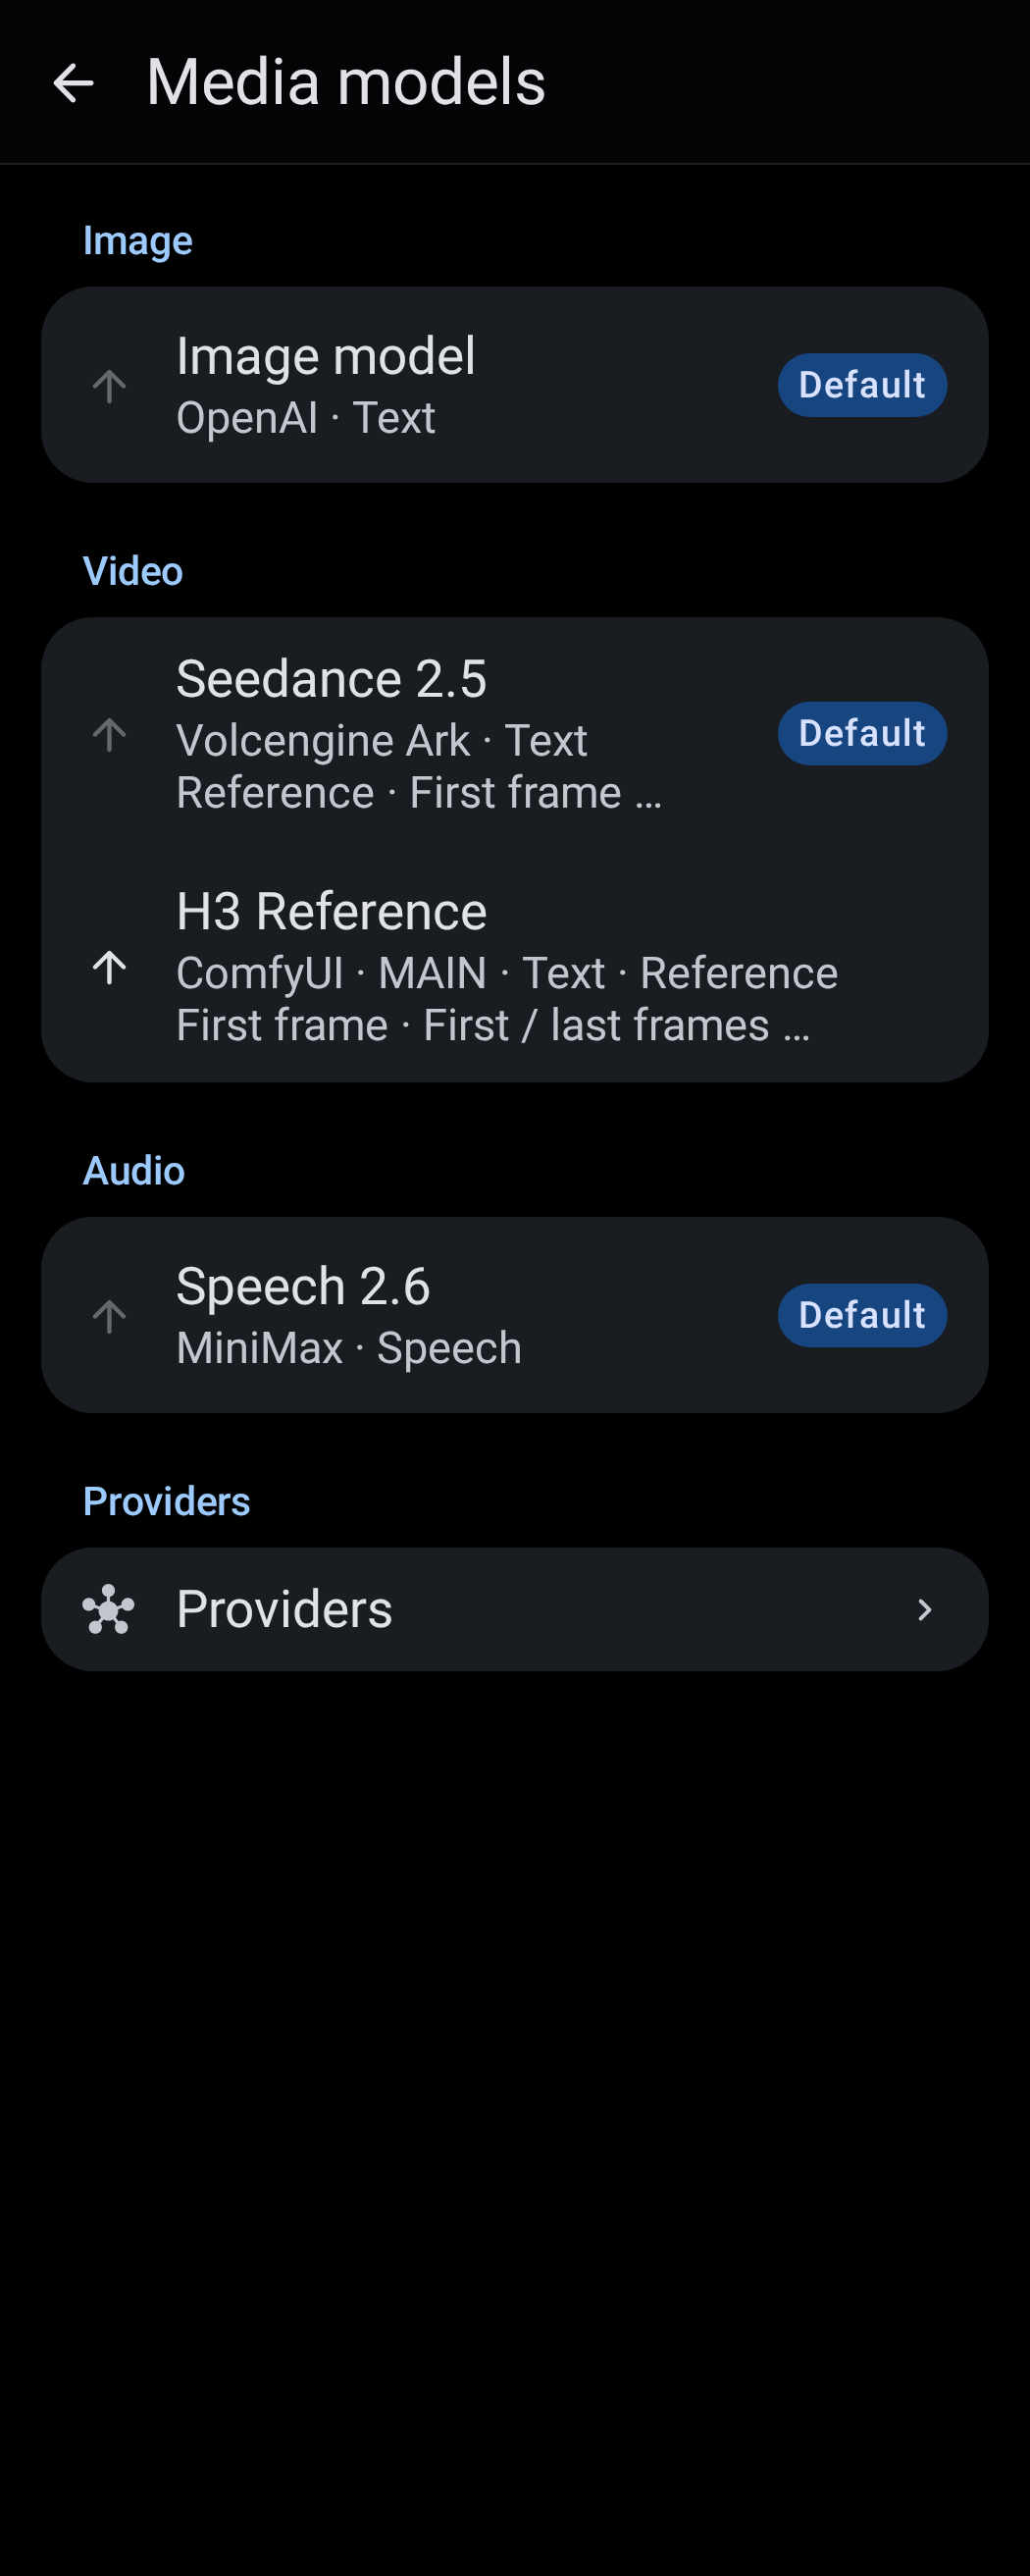 Media models
Image
Image model
OpenAI · Text
Default
Video
Seedance 2.5
Volcengine Ark · Text
Reference · First frame ...
Default
H3 Reference
ComfyUI · MAIN · Text · Reference
First frame · First / last frames ...
Audio
Speech 2.6
MiniMax · Speech
Default
Providers
Providers